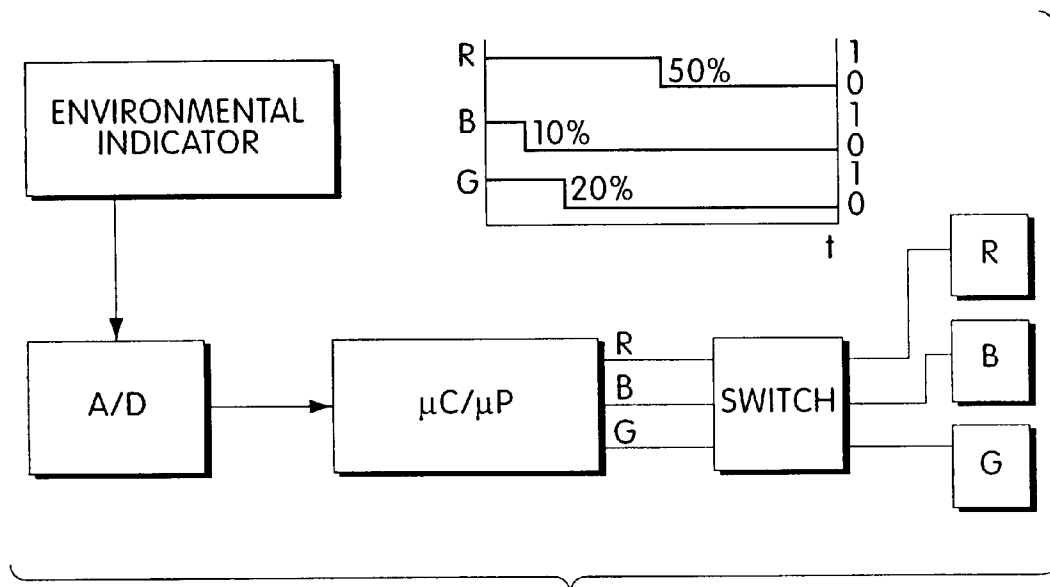 ENVIRONMENTAL
INDICATOR
R
50%
1
0
B
10%
1
0
G
20%
1
0
t
A/D
μC/μP
R
B
G
SWITCH
R
B
G